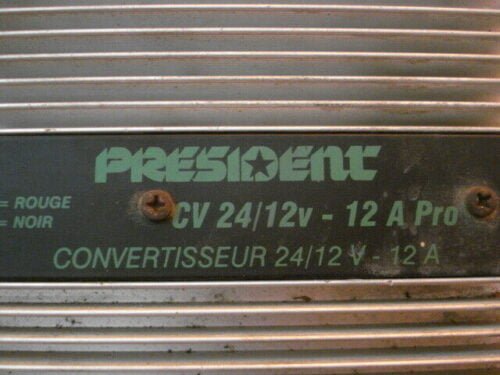 PRESIDENT
= ROUGE
= NOIR
CV 24/12v - 12 A Pro
CONVERTISSEUR 24/12 V - 12 A